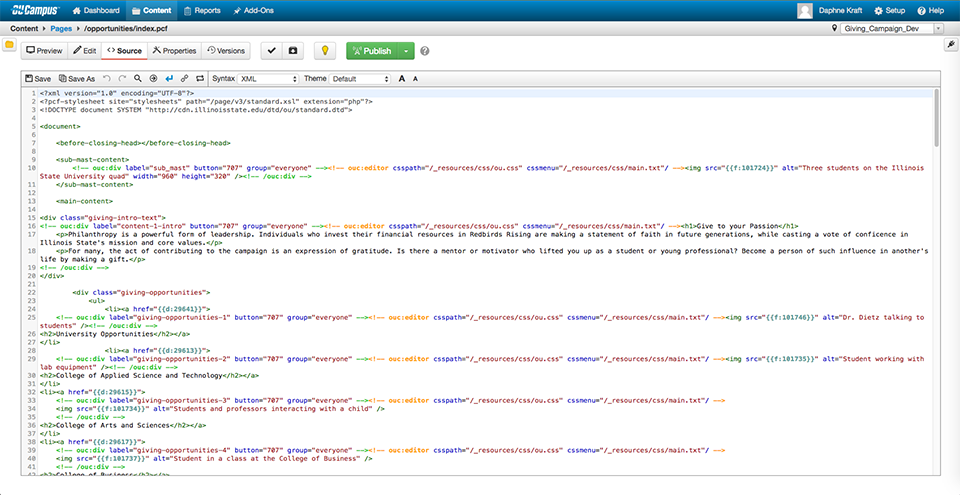 OU Campus™ Dashboard Content Reports Add-Ons Daphne Kraft Setup Help
Content › Pages › /opportunities/index.pcf Giving_Campaign_Dev
Preview Edit <> Source Properties Versions Publish
Save Save As Syntax XML Theme Default A A
1 <?xml version="1.0" encoding="UTF-8"?>
2 <?pcf-stylesheet site="stylesheets" path="/page/v3/standard.xsl" extension="php"?>
3 <!DOCTYPE document SYSTEM "http://cdn.illinoisstate.edu/dtd/ou/standard.dtd">
4
5 <document>
6
7 <before-closing-head></before-closing-head>
8
9 <sub-mast-content>
10 <!-- ouc:div label="sub_mast" button="707" group="everyone" --><!-- ouc:editor csspath="/_resources/css/ou.css" cssmenu="/_resources/css/main.txt"/ --><img src="{{f:101724}}" alt="Three students on the Illinois
State University quad" width="960" height="320" /><!-- /ouc:div -->
11 </sub-mast-content>
12
13 <main-content>
14
15 <div class="giving-intro-text">
16 <!-- ouc:div label="content-1-intro" button="707" group="everyone" --><!-- ouc:editor csspath="/_resources/css/ou.css" cssmenu="/_resources/css/main.txt"/ --><h1>Give to your Passion</h1>
17 <p>Philanthropy is a powerful form of leadership. Individuals who invest their financial resources in Redbirds Rising are making a statement of faith in future generations, while casting a vote of conficence in
Illinois State's mission and core values.</p>
18 <p>For many, the act of contributing to the campaign is an expression of gratitude. Is there a mentor or motivator who lifted you up as a student or young professional? Become a person of such influence in another's
life by making a gift.</p>
19 <!-- /ouc:div -->
20 </div>
21
22 <div class="giving-opportunities">
23 <ul>
24 <li><a href="{{d:29641}}">
25 <!-- ouc:div label="giving-opportunities-1" button="707" group="everyone" --><!-- ouc:editor csspath="/_resources/css/ou.css" cssmenu="/_resources/css/main.txt"/ --><img src="{{f:101746}}" alt="Dr. Dietz talking to
students" /><!-- /ouc:div -->
26 <h2>University Opportunities</h2></a>
27 </li>
28 <li><a href="{{d:29613}}">
29 <!-- ouc:div label="giving-opportunities-2" button="707" group="everyone" --><!-- ouc:editor csspath="/_resources/css/ou.css" cssmenu="/_resources/css/main.txt"/ --><img src="{{f:101735}}" alt="Student working with
lab equipment" /><!-- /ouc:div -->
30 <h2>College of Applied Science and Technology</h2></a>
31 </li>
32 <li><a href="{{d:29615}}">
33 <!-- ouc:div label="giving-opportunities-3" button="707" group="everyone" --><!-- ouc:editor csspath="/_resources/css/ou.css" cssmenu="/_resources/css/main.txt"/ -->
34 <img src="{{f:101734}}" alt="Students and professors interacting with a child" />
35 <!-- /ouc:div -->
36 <h2>College of Arts and Sciences</h2></a>
37 </li>
38 <li><a href="{{d:29617}}">
39 <!-- ouc:div label="giving-opportunities-4" button="707" group="everyone" --><!-- ouc:editor csspath="/_resources/css/ou.css" cssmenu="/_resources/css/main.txt"/ -->
40 <img src="{{f:101737}}" alt="Student in a class at the College of Business" />
41 <!-- /ouc:div -->
42 <h2>College of Business</h2></a>